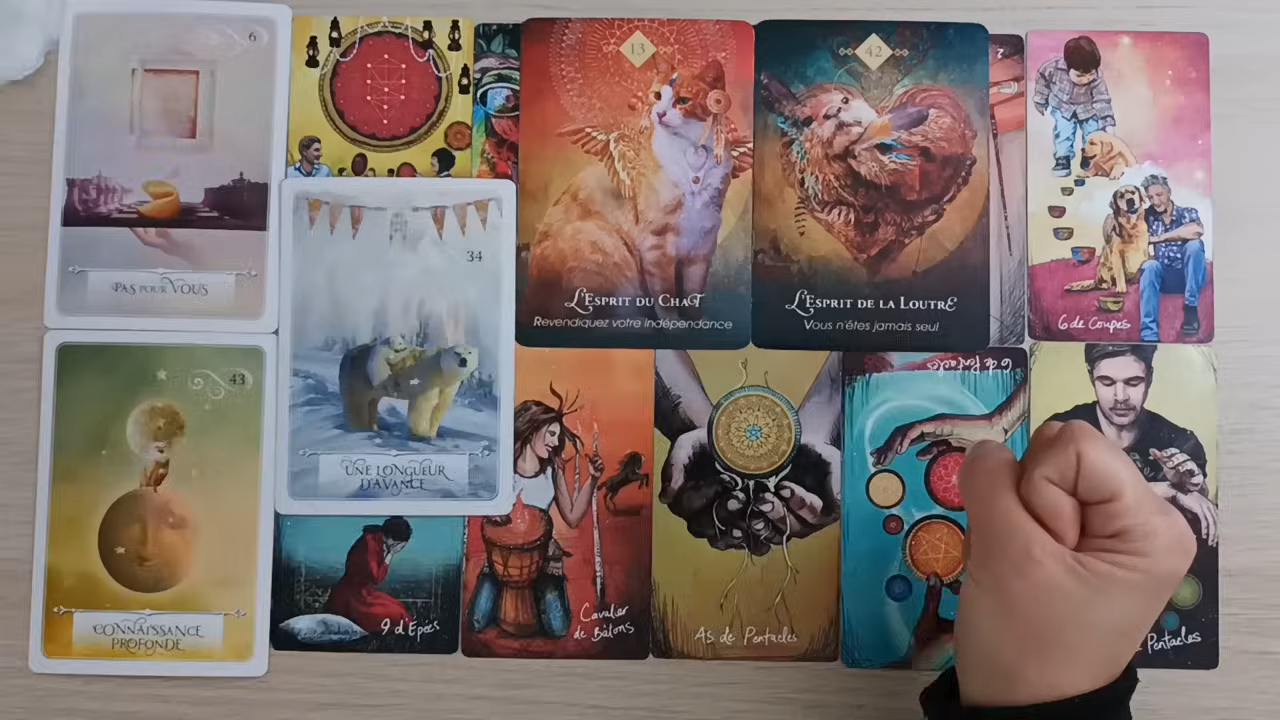 6
PAS POUR VOUS
34
UNE LONGUEUR
D'AVANCE
13
L'ESPRIT DU CHAT
Revendiquez votre indépendance
42
L'ESPRIT DE LA LOUTRE
Vous n'êtes jamais seul!
2
6 de Coupes
43
CONNAISSANCE
PROFONDE
9 d'Épées
Cavalier
de Bâtons
As de Pentacles
6 de Pentacles
Pentacles